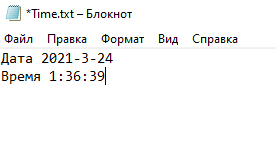 *Time.txt – Блокнот
Файл Правка Формат Вид Справка
Дата 2021-3-24
Время 1:36:39